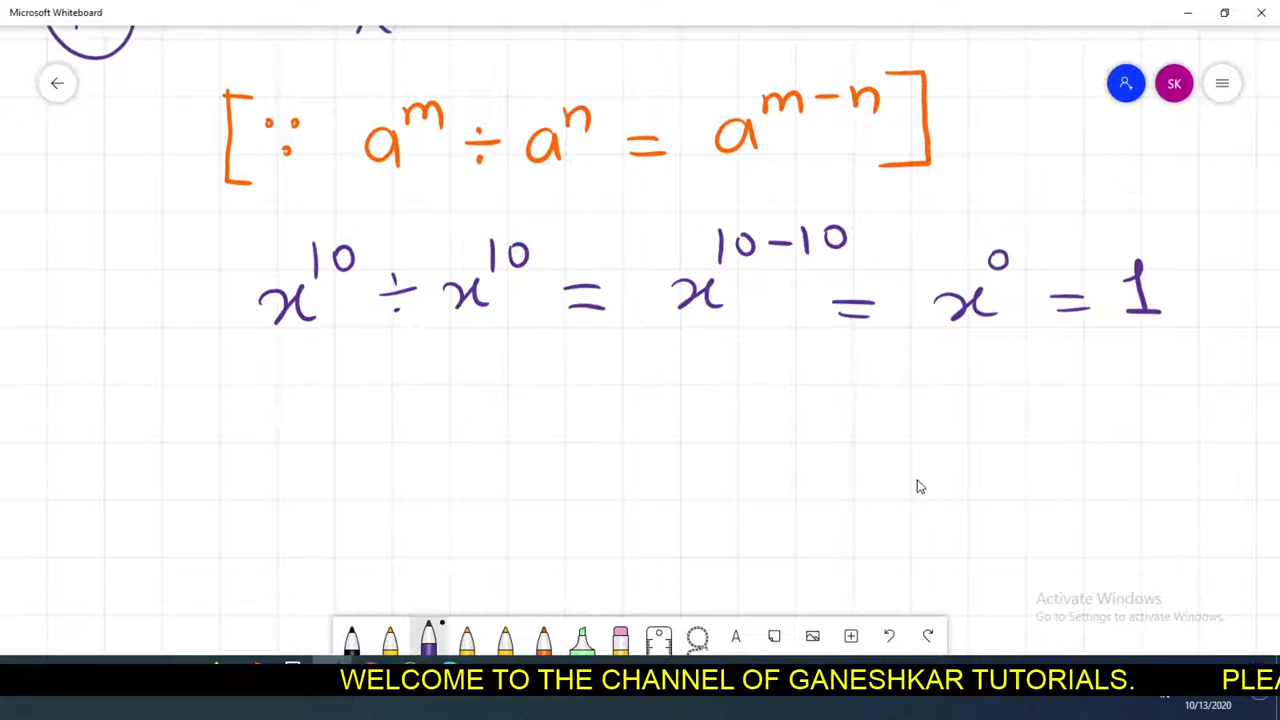 Microsoft Whiteboard
SK
[∵ a^m ÷ a^n = a^(m-n)]
x^10 ÷ x^10 = x^(10-10) = x^0 = 1
Activate Windows
Go to Settings to activate Windows.
A
WELCOME TO THE CHANNEL OF GANESHKAR TUTORIALS.
10/13/2020